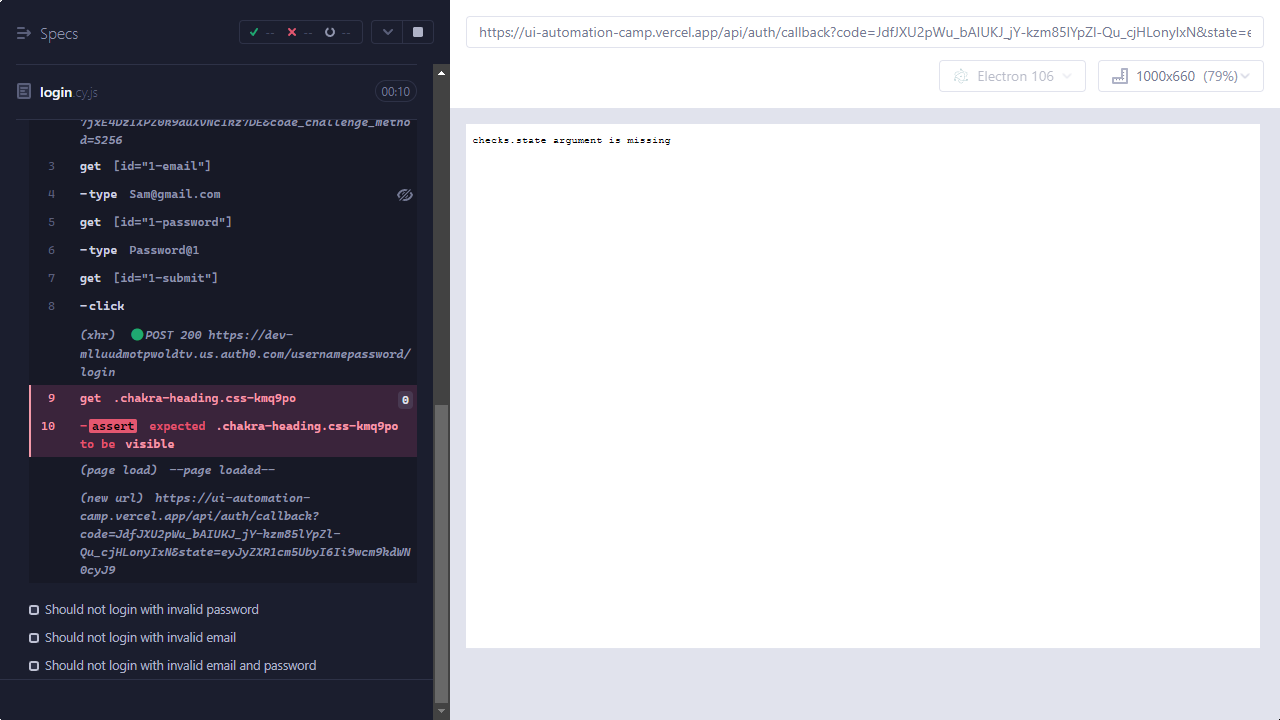 Specs
-- -- --
login.cy.js
00:10
d=S256
3 get [id="1-email"]
4 -type Sam@gmail.com
5 get [id="1-password"]
6 -type Password@1
7 get [id="1-submit"]
8 -click
(xhr) POST 200 https://dev-
mlluudmotpwoldtv.us.auth0.com/usernamepassword/
login
9 get .chakra-heading.css-kmq9po 0
10 -assert expected .chakra-heading.css-kmq9po
to be visible
(page load) --page loaded--
(new url) https://ui-automation-
camp.vercel.app/api/auth/callback?
code=JdfJXU2pWu_bAIUKJ_jY-kzm85lYpZl-
Qu_cjHLonyIxN&state=eyJyZXR1cm5UbyI6Ii9wcm9kdWN
0cyJ9
Should not login with invalid password
Should not login with invalid email
Should not login with invalid email and password
https://ui-automation-camp.vercel.app/api/auth/callback?code=JdfJXU2pWu_bAIUKJ_jY-kzm85lYpZl-Qu_cjHLonyIxN&state=e
Electron 106
1000x660 (79%)
checks.state argument is missing